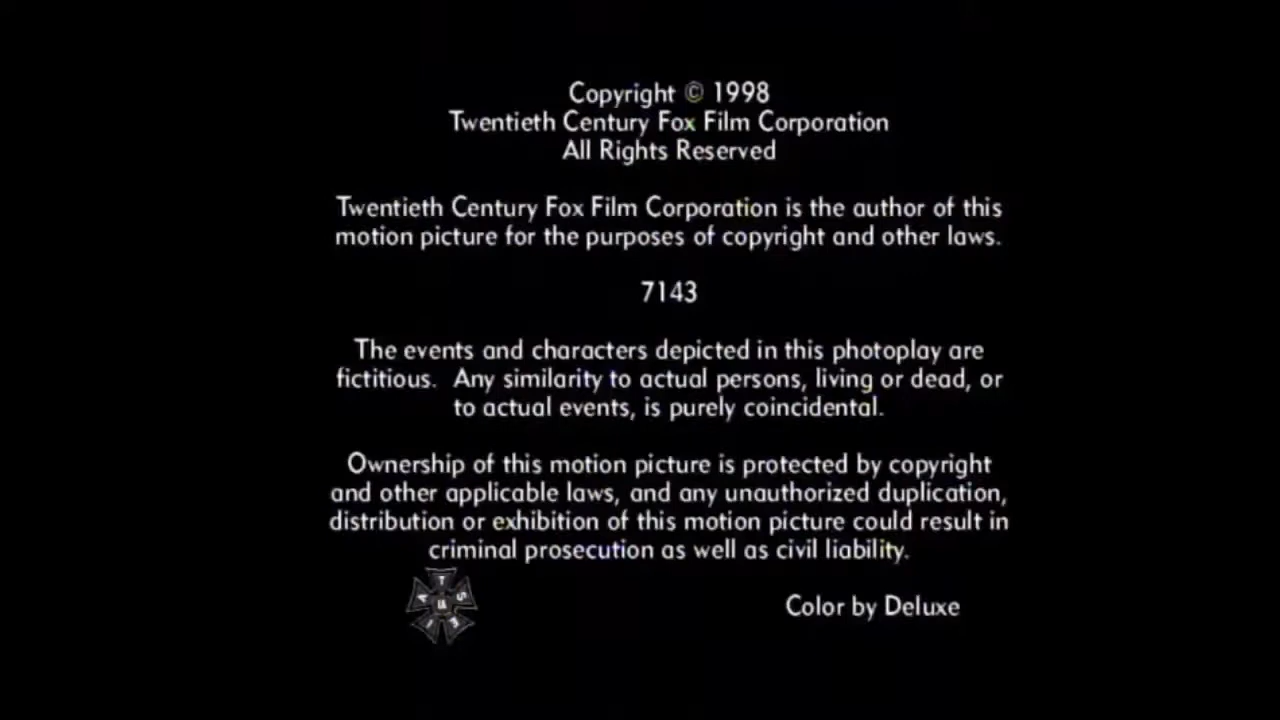 Copyright © 1998
Twentieth Century Fox Film Corporation
All Rights Reserved
Twentieth Century Fox Film Corporation is the author of this
motion picture for the purposes of copyright and other laws.
7143
The events and characters depicted in this photoplay are
fictitious.  Any similarity to actual persons, living or dead, or
to actual events, is purely coincidental.
Ownership of this motion picture is protected by copyright
and other applicable laws, and any unauthorized duplication,
distribution or exhibition of this motion picture could result in
criminal prosecution as well as civil liability.
Color by Deluxe